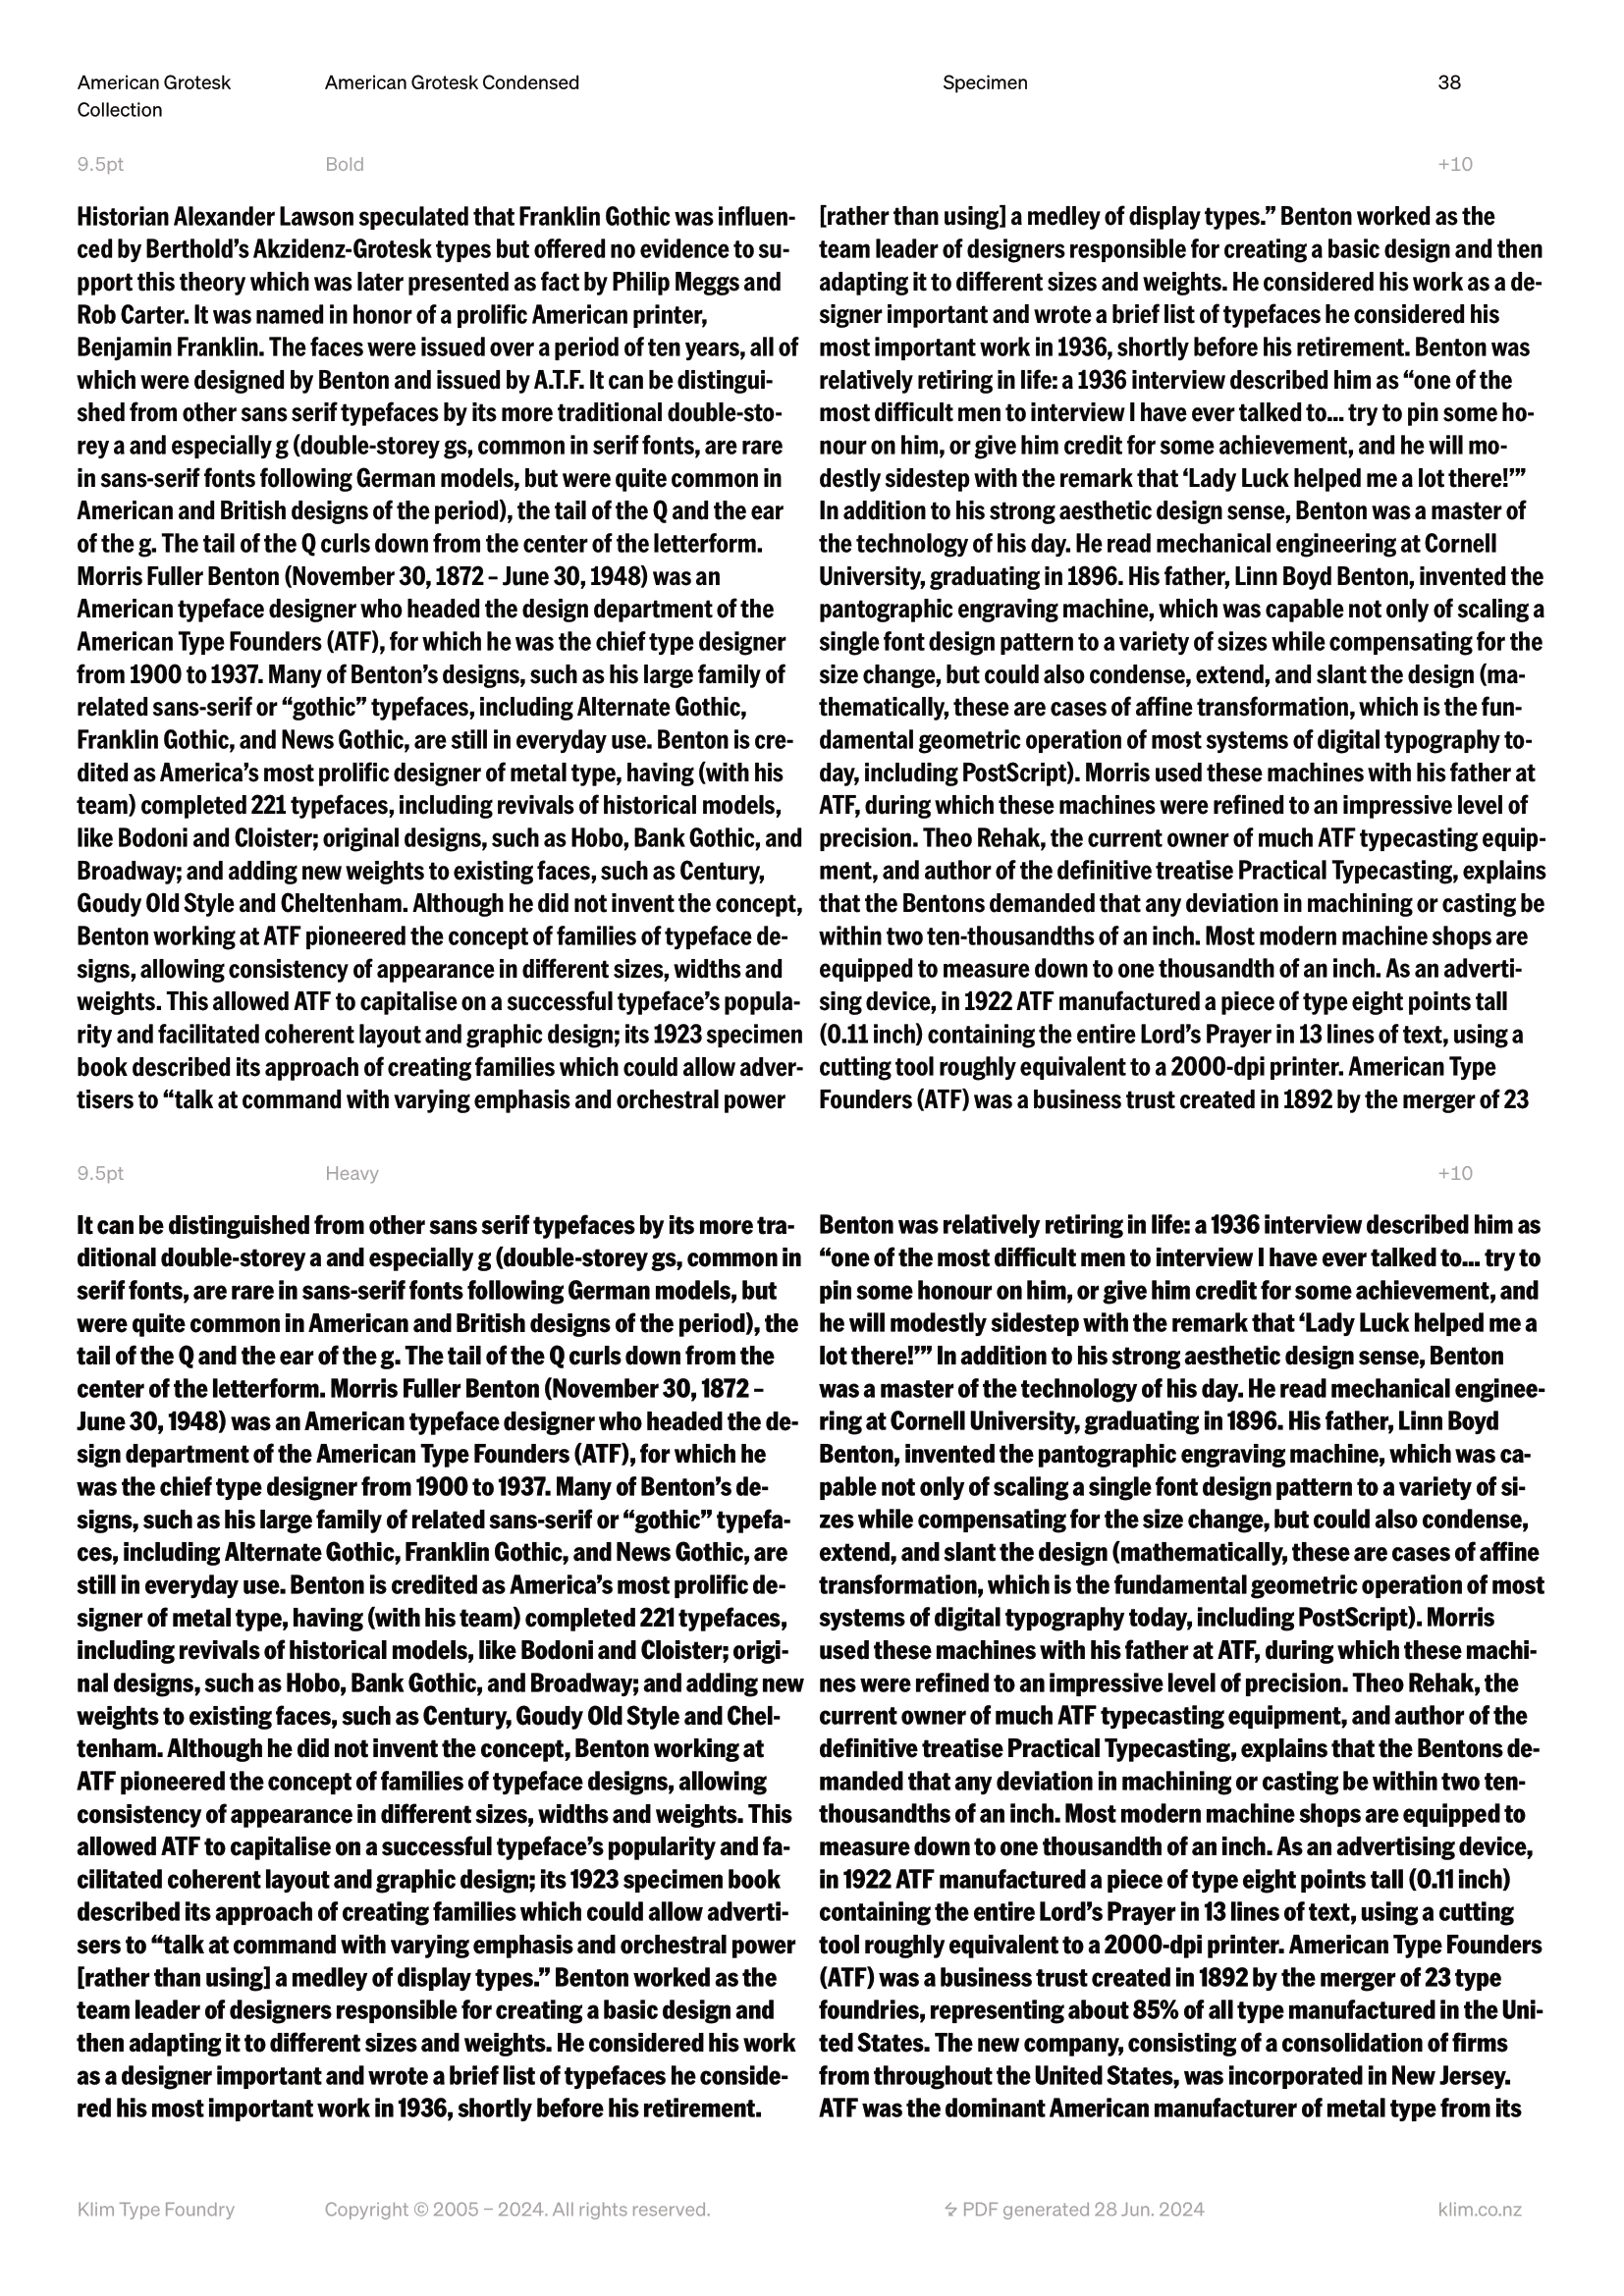 American Grotesk
Collection
American Grotesk Condensed
Specimen
38
9.5pt
Bold
+10
Historian Alexander Lawson speculated that Franklin Gothic was influen-
ced by Berthold’s Akzidenz-Grotesk types but offered no evidence to su-
pport this theory which was later presented as fact by Philip Meggs and
Rob Carter. It was named in honor of a prolific American printer,
Benjamin Franklin. The faces were issued over a period of ten years, all of
which were designed by Benton and issued by A.T.F. It can be distingui-
shed from other sans serif typefaces by its more traditional double-sto-
rey a and especially g (double-storey gs, common in serif fonts, are rare
in sans-serif fonts following German models, but were quite common in
American and British designs of the period), the tail of the Q and the ear
of the g. The tail of the Q curls down from the center of the letterform.
Morris Fuller Benton (November 30, 1872 – June 30, 1948) was an
American typeface designer who headed the design department of the
American Type Founders (ATF), for which he was the chief type designer
from 1900 to 1937. Many of Benton’s designs, such as his large family of
related sans-serif or “gothic” typefaces, including Alternate Gothic,
Franklin Gothic, and News Gothic, are still in everyday use. Benton is cre-
dited as America’s most prolific designer of metal type, having (with his
team) completed 221 typefaces, including revivals of historical models,
like Bodoni and Cloister; original designs, such as Hobo, Bank Gothic, and
Broadway; and adding new weights to existing faces, such as Century,
Goudy Old Style and Cheltenham. Although he did not invent the concept,
Benton working at ATF pioneered the concept of families of typeface de-
signs, allowing consistency of appearance in different sizes, widths and
weights. This allowed ATF to capitalise on a successful typeface’s popula-
rity and facilitated coherent layout and graphic design; its 1923 specimen
book described its approach of creating families which could allow adver-
tisers to “talk at command with varying emphasis and orchestral power
[rather than using] a medley of display types.” Benton worked as the
team leader of designers responsible for creating a basic design and then
adapting it to different sizes and weights. He considered his work as a de-
signer important and wrote a brief list of typefaces he considered his
most important work in 1936, shortly before his retirement. Benton was
relatively retiring in life: a 1936 interview described him as “one of the
most difficult men to interview I have ever talked to... try to pin some ho-
nour on him, or give him credit for some achievement, and he will mo-
destly sidestep with the remark that ‘Lady Luck helped me a lot there!’”
In addition to his strong aesthetic design sense, Benton was a master of
the technology of his day. He read mechanical engineering at Cornell
University, graduating in 1896. His father, Linn Boyd Benton, invented the
pantographic engraving machine, which was capable not only of scaling a
single font design pattern to a variety of sizes while compensating for the
size change, but could also condense, extend, and slant the design (ma-
thematically, these are cases of affine transformation, which is the fun-
damental geometric operation of most systems of digital typography to-
day, including PostScript). Morris used these machines with his father at
ATF, during which these machines were refined to an impressive level of
precision. Theo Rehak, the current owner of much ATF typecasting equip-
ment, and author of the definitive treatise Practical Typecasting, explains
that the Bentons demanded that any deviation in machining or casting be
within two ten-thousandths of an inch. Most modern machine shops are
equipped to measure down to one thousandth of an inch. As an adverti-
sing device, in 1922 ATF manufactured a piece of type eight points tall
(0.11 inch) containing the entire Lord’s Prayer in 13 lines of text, using a
cutting tool roughly equivalent to a 2000-dpi printer. American Type
Founders (ATF) was a business trust created in 1892 by the merger of 23
9.5pt
Heavy
+10
It can be distinguished from other sans serif typefaces by its more tra-
ditional double-storey a and especially g (double-storey gs, common in
serif fonts, are rare in sans-serif fonts following German models, but
were quite common in American and British designs of the period), the
tail of the Q and the ear of the g. The tail of the Q curls down from the
center of the letterform. Morris Fuller Benton (November 30, 1872 –
June 30, 1948) was an American typeface designer who headed the de-
sign department of the American Type Founders (ATF), for which he
was the chief type designer from 1900 to 1937. Many of Benton’s de-
signs, such as his large family of related sans-serif or “gothic” typefa-
ces, including Alternate Gothic, Franklin Gothic, and News Gothic, are
still in everyday use. Benton is credited as America’s most prolific de-
signer of metal type, having (with his team) completed 221 typefaces,
including revivals of historical models, like Bodoni and Cloister; origi-
nal designs, such as Hobo, Bank Gothic, and Broadway; and adding new
weights to existing faces, such as Century, Goudy Old Style and Chel-
tenham. Although he did not invent the concept, Benton working at
ATF pioneered the concept of families of typeface designs, allowing
consistency of appearance in different sizes, widths and weights. This
allowed ATF to capitalise on a successful typeface’s popularity and fa-
cilitated coherent layout and graphic design; its 1923 specimen book
described its approach of creating families which could allow adverti-
sers to “talk at command with varying emphasis and orchestral power
[rather than using] a medley of display types.” Benton worked as the
team leader of designers responsible for creating a basic design and
then adapting it to different sizes and weights. He considered his work
as a designer important and wrote a brief list of typefaces he conside-
red his most important work in 1936, shortly before his retirement.
Benton was relatively retiring in life: a 1936 interview described him as
“one of the most difficult men to interview I have ever talked to... try to
pin some honour on him, or give him credit for some achievement, and
he will modestly sidestep with the remark that ‘Lady Luck helped me a
lot there!’” In addition to his strong aesthetic design sense, Benton
was a master of the technology of his day. He read mechanical enginee-
ring at Cornell University, graduating in 1896. His father, Linn Boyd
Benton, invented the pantographic engraving machine, which was ca-
pable not only of scaling a single font design pattern to a variety of si-
zes while compensating for the size change, but could also condense,
extend, and slant the design (mathematically, these are cases of affine
transformation, which is the fundamental geometric operation of most
systems of digital typography today, including PostScript). Morris
used these machines with his father at ATF, during which these machi-
nes were refined to an impressive level of precision. Theo Rehak, the
current owner of much ATF typecasting equipment, and author of the
definitive treatise Practical Typecasting, explains that the Bentons de-
manded that any deviation in machining or casting be within two ten-
thousandths of an inch. Most modern machine shops are equipped to
measure down to one thousandth of an inch. As an advertising device,
in 1922 ATF manufactured a piece of type eight points tall (0.11 inch)
containing the entire Lord’s Prayer in 13 lines of text, using a cutting
tool roughly equivalent to a 2000-dpi printer. American Type Founders
(ATF) was a business trust created in 1892 by the merger of 23 type
foundries, representing about 85% of all type manufactured in the Uni-
ted States. The new company, consisting of a consolidation of firms
from throughout the United States, was incorporated in New Jersey.
ATF was the dominant American manufacturer of metal type from its
Klim Type Foundry
Copyright © 2005 – 2024. All rights reserved.
PDF generated 28 Jun. 2024
klim.co.nz